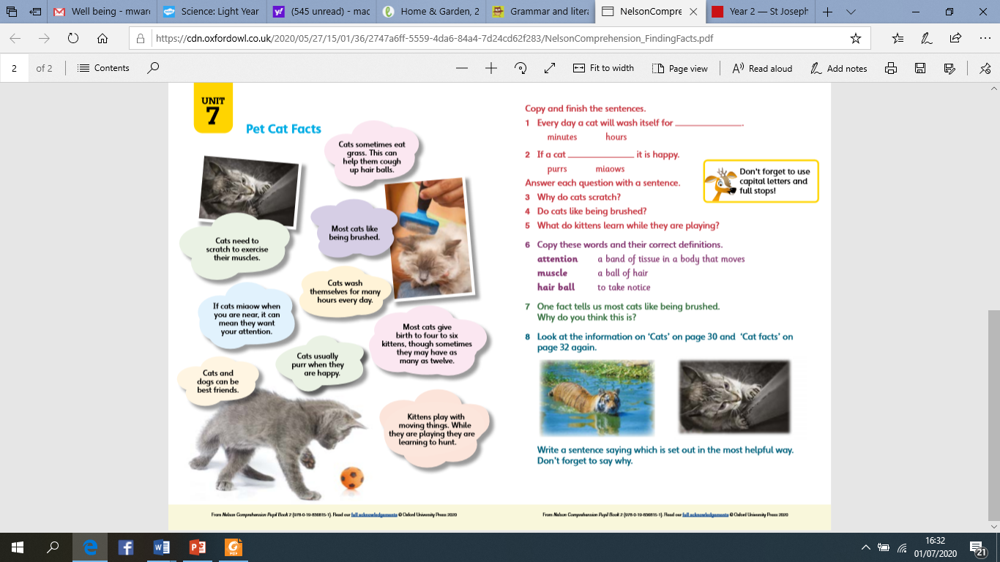 Well being - mwar
Science: Light Year
(545 unread) - mac
Home & Garden, 2
Grammar and litera
NelsonCompre
Year 2 — St Joseph
https://cdn.oxfordowl.co.uk/2020/05/27/15/01/36/2747a6ff-5559-4da6-84a4-7d24cd62f283/NelsonComprehension_FindingFacts.pdf
2 of 2
Contents
Fit to width
Page view
Read aloud
Add notes
UNIT
7
Pet Cat Facts
Cats sometimes eat
grass. This can
help them cough
up hair balls.
Most cats like
being brushed.
Cats need to
scratch to exercise
their muscles.
Cats wash
themselves for many
hours every day.
If cats miaow when
you are near, it can
mean they want
your attention.
Most cats give
birth to four to six
kittens, though sometimes
they may have as
many as twelve.
Cats usually
purr when they
are happy.
Cats and
dogs can be
best friends.
Kittens play with
moving things. While
they are playing they are
learning to hunt.
From Nelson Comprehension Pupil Book 2 (978-0-19-836815-1). Read our full acknowledgements © Oxford University Press 2020
Copy and finish the sentences.
1 Every day a cat will wash itself for ______________.
minutes hours
2 If a cat ______________ it is happy.
purrs miaows
Answer each question with a sentence.
3 Why do cats scratch?
4 Do cats like being brushed?
5 What do kittens learn while they are playing?
Don't forget to use
capital letters and
full stops!
6 Copy these words and their correct definitions.
attention a band of tissue in a body that moves
muscle a ball of hair
hair ball to take notice
7 One fact tells us most cats like being brushed.
Why do you think this is?
8 Look at the information on ‘Cats’ on page 30 and ‘Cat facts’ on
page 32 again.
Write a sentence saying which is set out in the most helpful way.
Don't forget to say why.
From Nelson Comprehension Pupil Book 2 (978-0-19-836815-1). Read our full acknowledgements © Oxford University Press 2020
16:32
01/07/2020
21